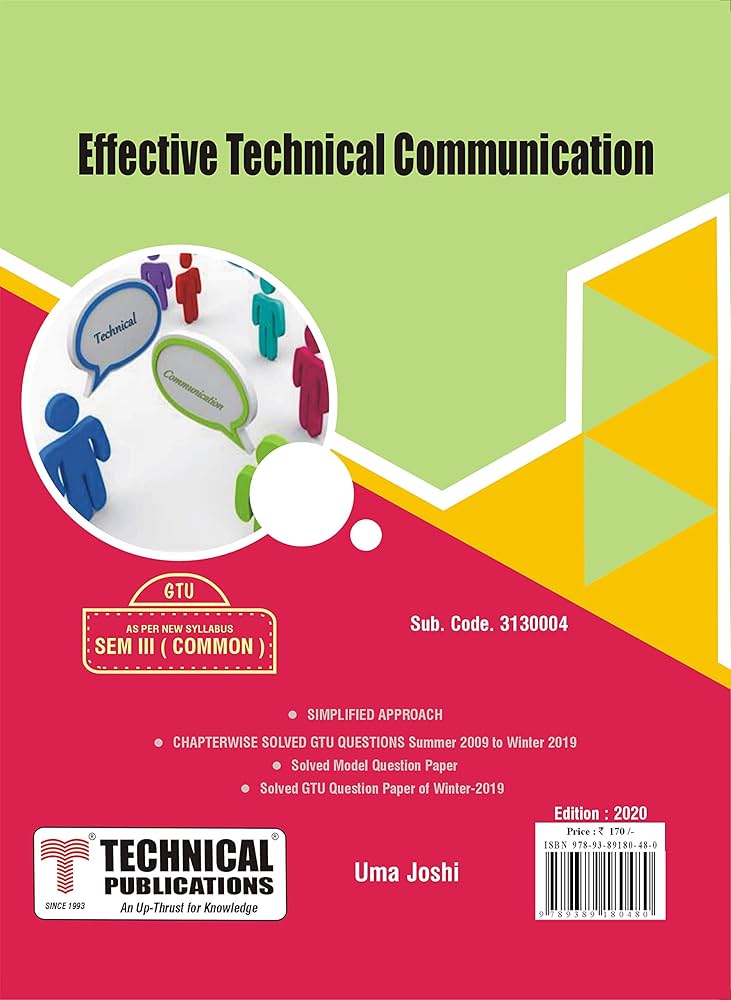 Effective Technical Communication
Technical
Communication
GTU
AS PER NEW SYLLABUS
SEM III ( COMMON )
Sub. Code. 3130004
SIMPLIFIED APPROACH
CHAPTERWISE SOLVED GTU QUESTIONS Summer 2009 to Winter 2019
Solved Model Question Paper
Solved GTU Question Paper of Winter-2019
Edition : 2020
Price : ₹ 170 /-
ISBN 978-93-89180-48-0
9 789389 180480
® TECHNICAL ®
PUBLICATIONS
SINCE 1993
An Up-Thrust for Knowledge
Uma Joshi